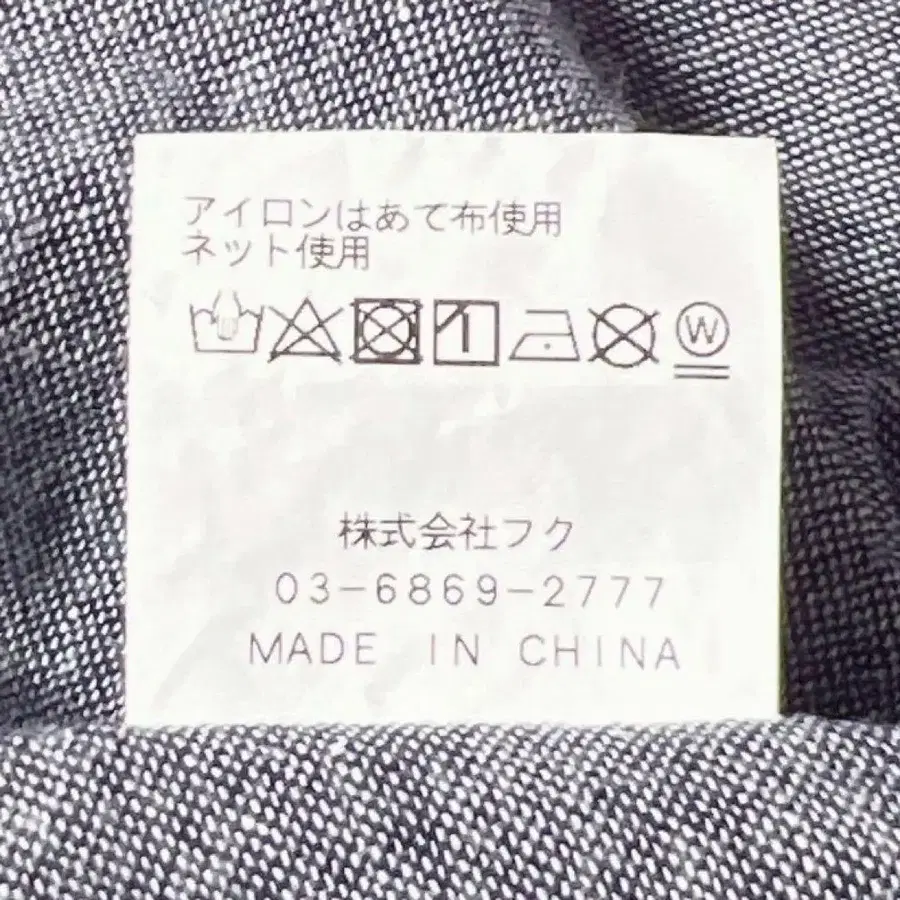 アイロンはあて布使用
ネット使用
W
株式会社フク
03-6869-2777
MADE IN CHINA